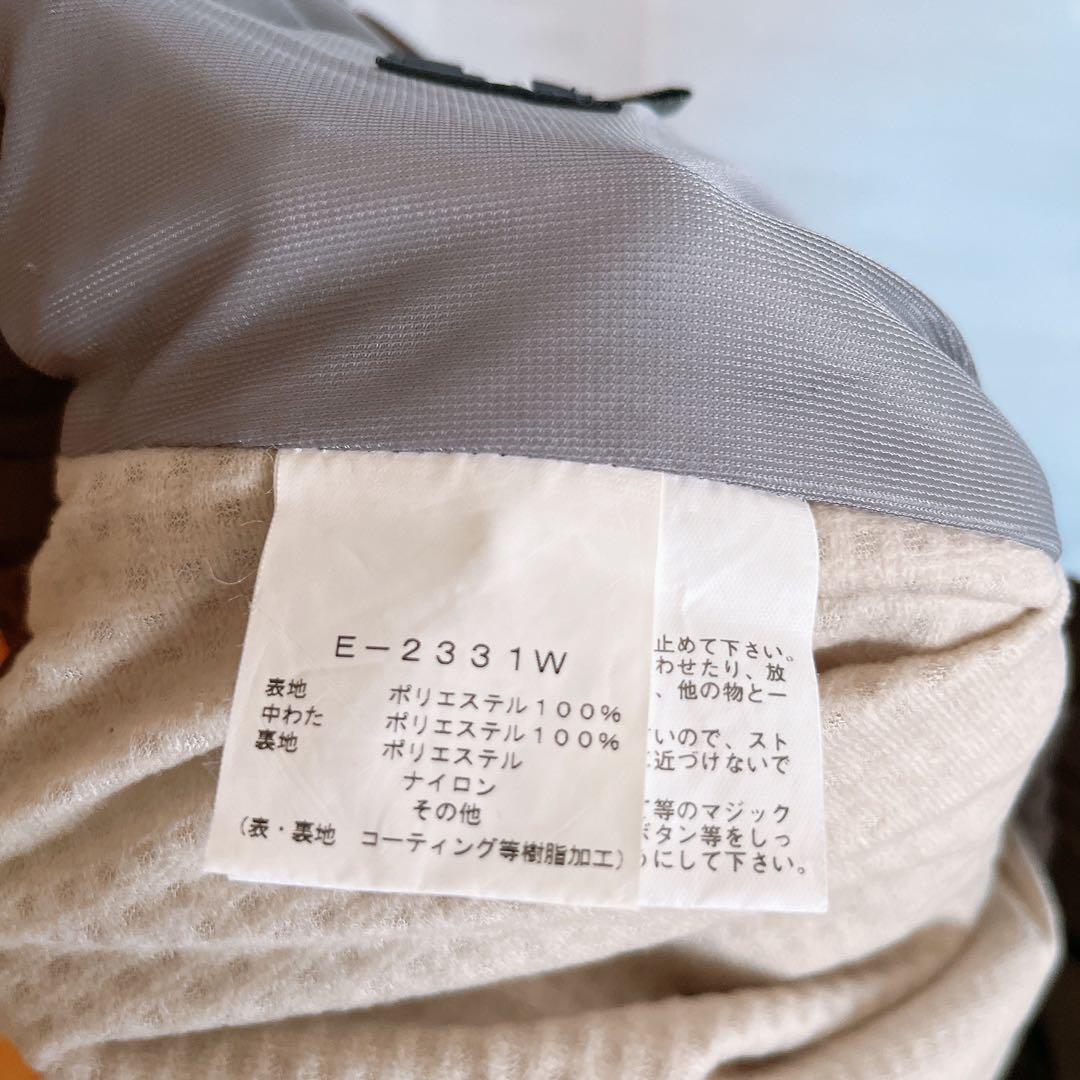 E－２３３１W
表地　ポリエステル１００％
中わた　ポリエステル１００％
裏地　ポリエステル
ナイロン
その他
（表・裏地　コーティング等樹脂加工）
止めて下さい。
わせたり、放
、他の物と一
いので、スト
近づけないで
等のマジック
ボタン等をしっ
うにして下さい。